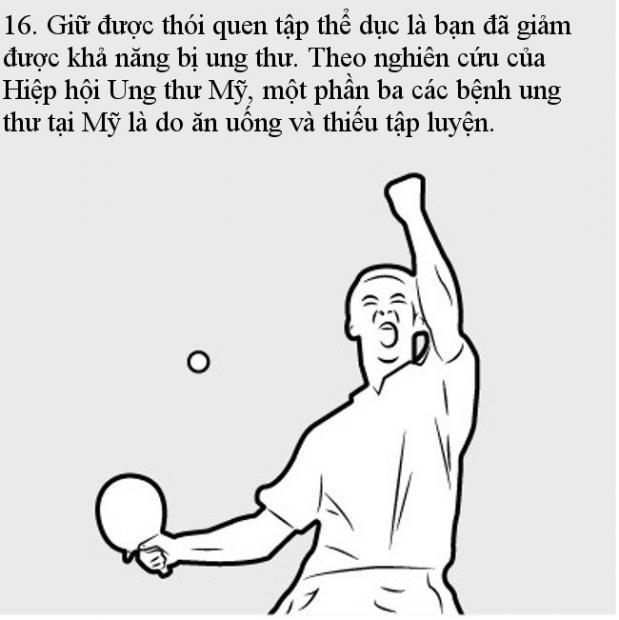 16. Giữ được thói quen tập thể dục là bạn đã giảm
được khả năng bị ung thư. Theo nghiên cứu của
Hiệp hội Ung thư Mỹ, một phần ba các bệnh ung
thư tại Mỹ là do ăn uống và thiếu tập luyện.